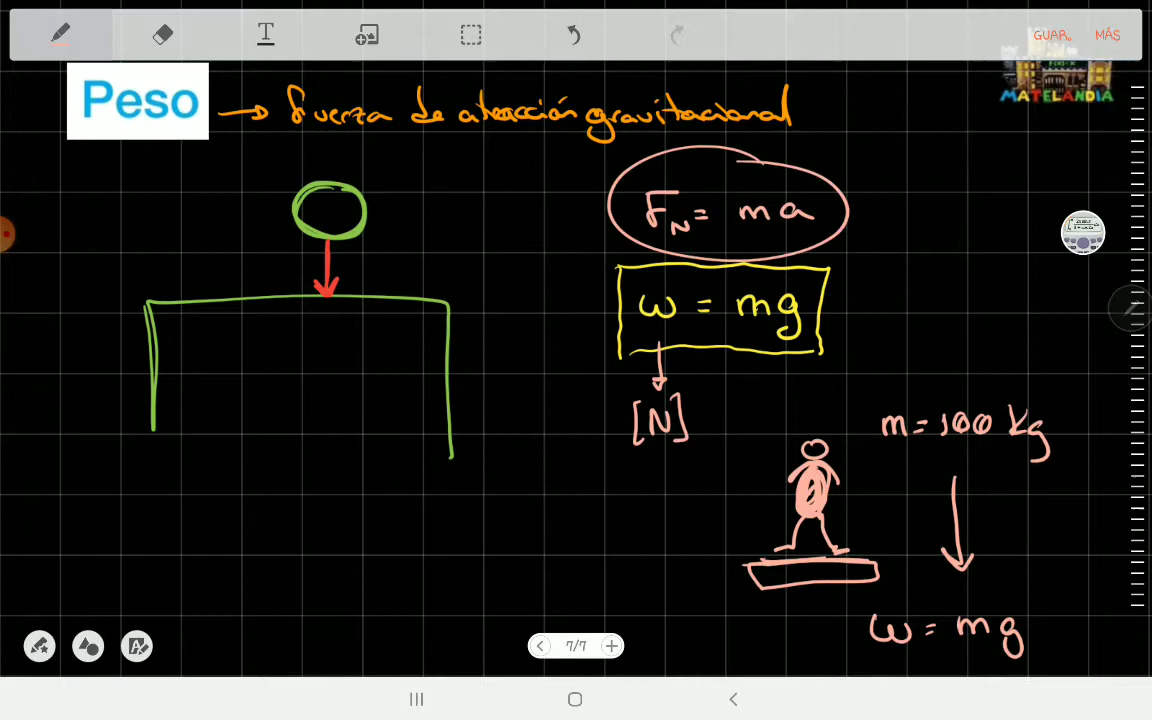 GUAR. MÁS
MATELANDIA
Peso → fuerza de atracción gravitacional
F_N = ma
w = mg
[N]
m = 100 kg
w = mg
7/7